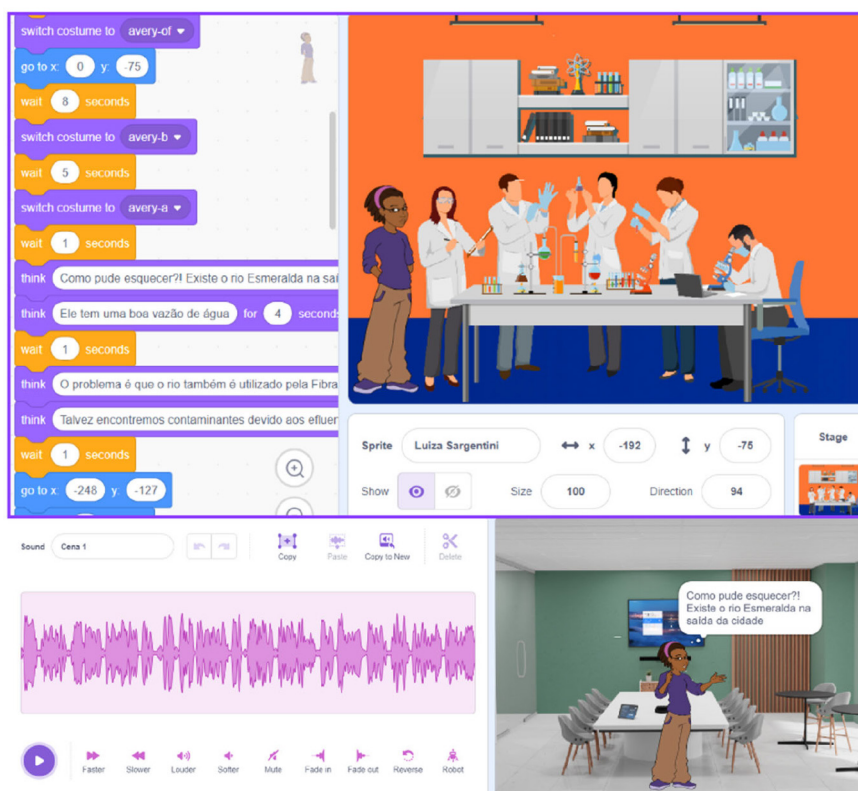 switch costume to avery-of
go to x: 0 y: -75
wait 8 seconds
switch costume to avery-b
wait 5 seconds
switch costume to avery-a
wait 1 seconds
think Como pude esquecer?! Existe o rio Esmeralda na saí
think Ele tem uma boa vazão de água for 4 seconds
wait 1 seconds
think O problema é que o rio também é utilizado pela Fibra
think Talvez encontremos contaminantes devido aos efluen
wait 1 seconds
go to x: -248 y: -127
Sprite Luiza Sargentini x -192 y -75
Show Size 100 Direction 94
Stage
Sound Cena 1
Copy Paste Copy to New Delete
Faster Slower Louder Softer Mute Fade in Fade out Reverse Robot
Como pude esquecer?!
Existe o rio Esmeralda na
saída da cidade